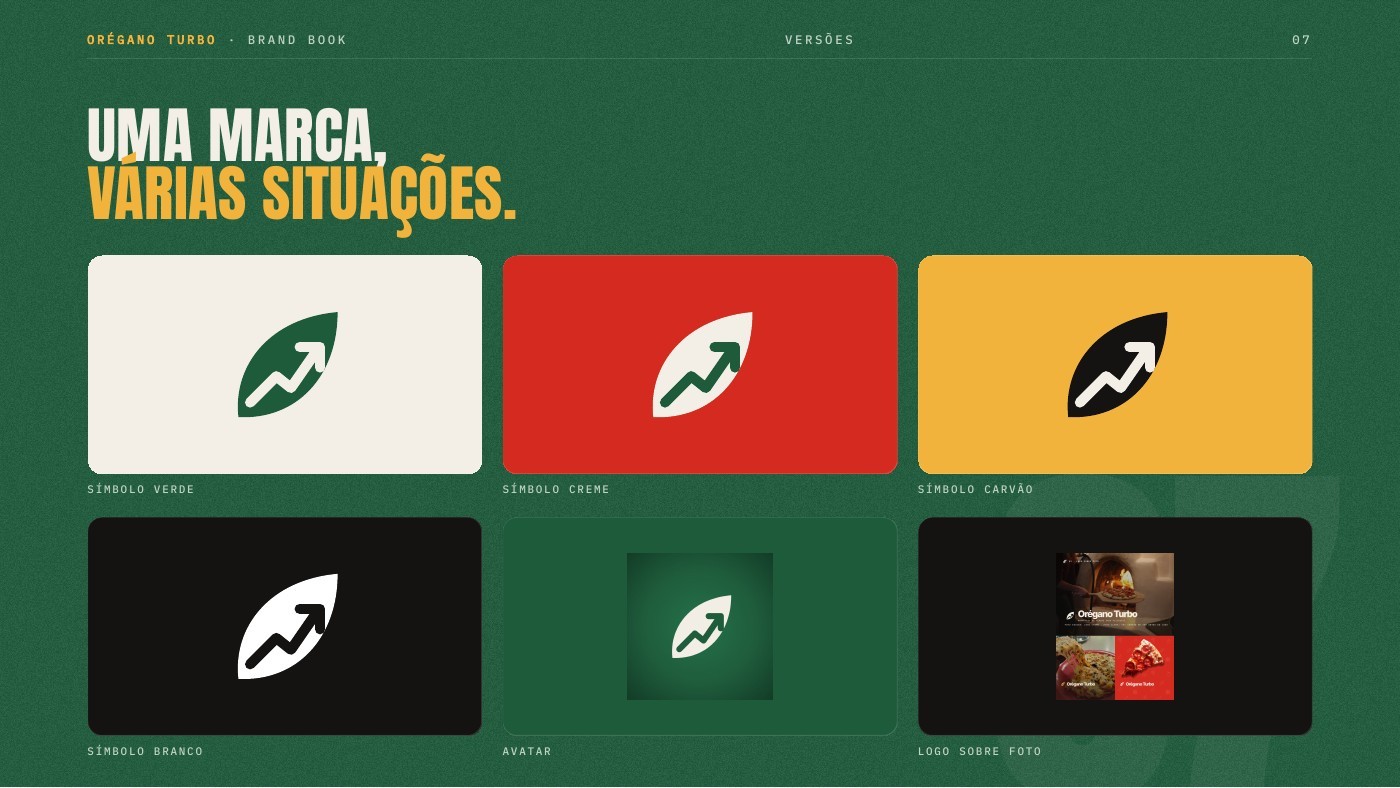 ORÉGANO TURBO · BRAND BOOK
VERSÕES
07
UMA MARCA,
VÁRIAS SITUAÇÕES.
SÍMBOLO VERDE
SÍMBOLO CREME
SÍMBOLO CARVÃO
SÍMBOLO BRANCO
AVATAR
Orégano Turbo
Orégano Turbo
Orégano Turbo
LOGO SOBRE FOTO
07